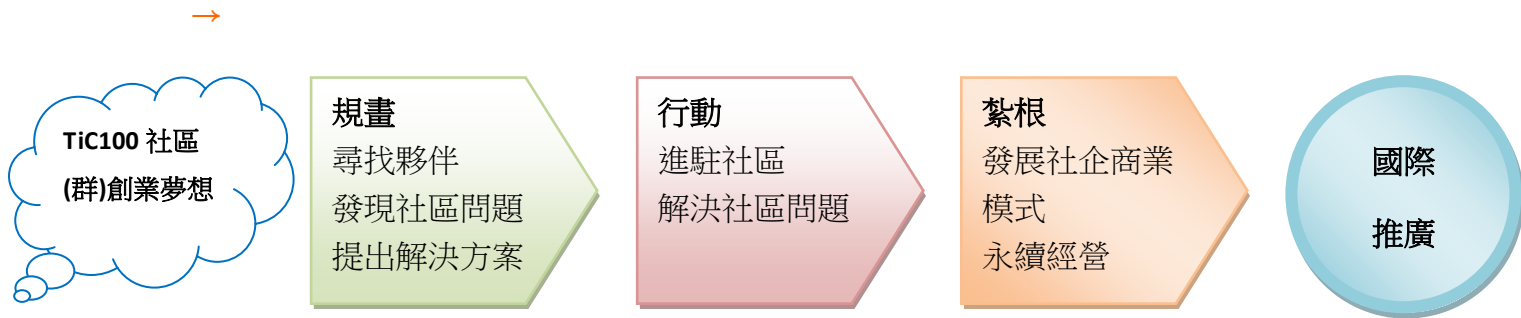 →
TiC100 社區
(群)創業夢想
規畫
尋找夥伴
發現社區問題
提出解決方案
行動
進駐社區
解決社區問題
紮根
發展社企商業
模式
永續經營
國際
推廣